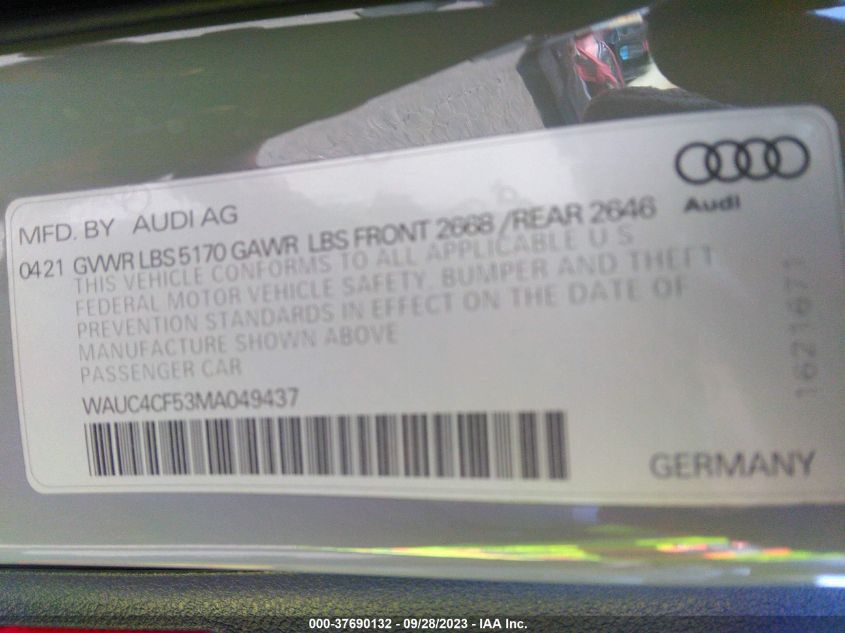 Audi
MFD. BY AUDI AG
0421 GVWR LBS 5170 GAWR LBS FRONT 2668 / REAR 2646
THIS VEHICLE CONFORMS TO ALL APPLICABLE U S
FEDERAL MOTOR VEHICLE SAFETY, BUMPER AND THEFT
PREVENTION STANDARDS IN EFFECT ON THE DATE OF
MANUFACTURE SHOWN ABOVE
PASSENGER CAR
WAUC4CF53MA049437
1621671
GERMANY
000-37690132 - 09/28/2023 - IAA Inc.